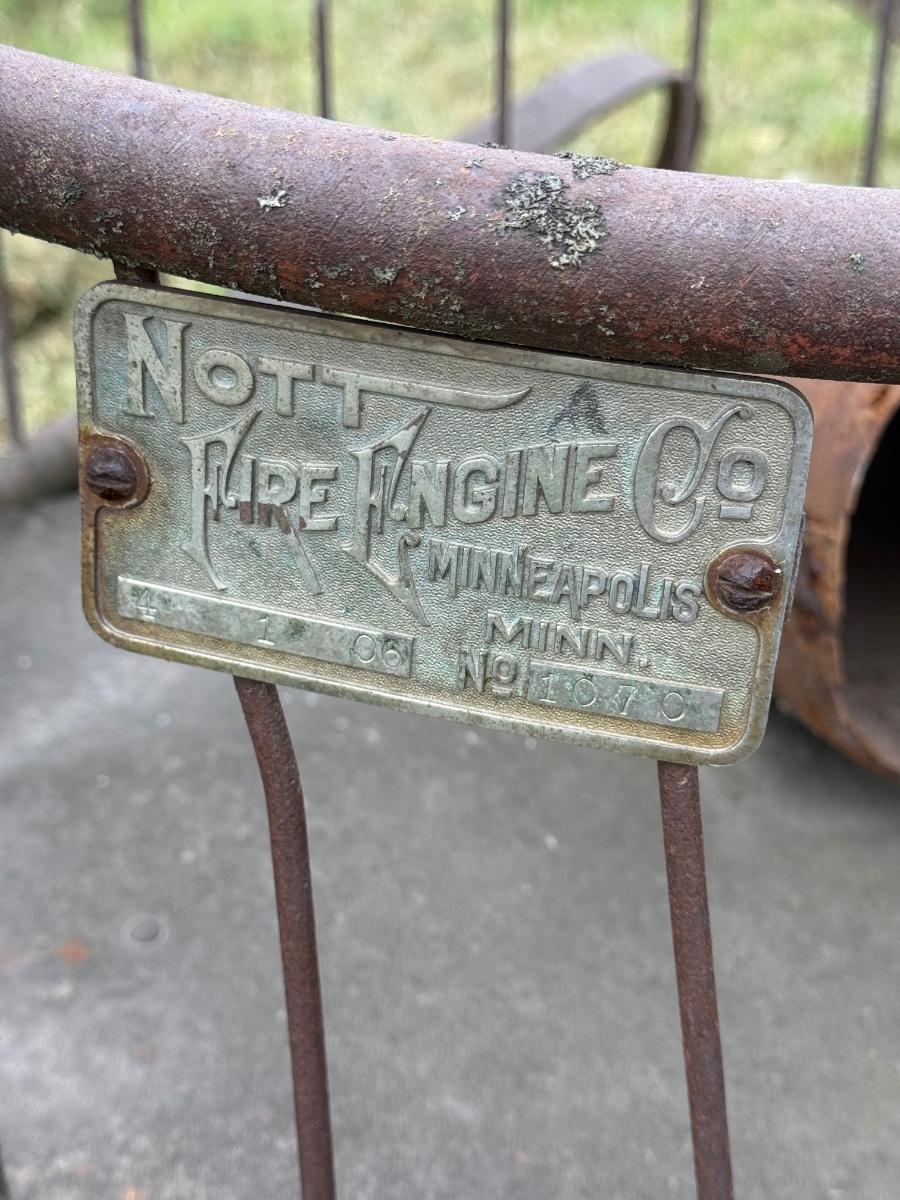 NOTT
FIRE ENGINE Co
MINNEAPOLIS
MINN.
4 1 06
No 1070